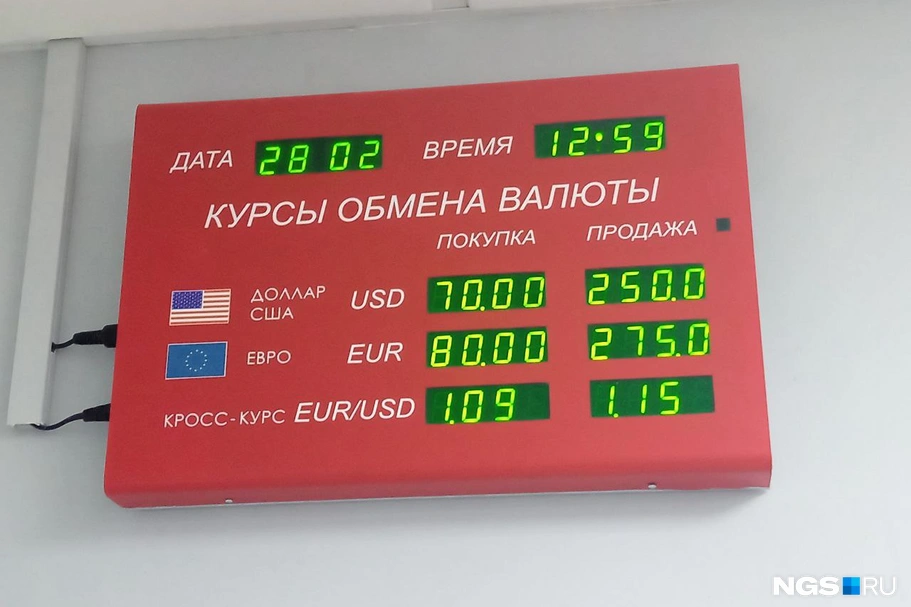 ДАТА 28 02 ВРЕМЯ 12:59
КУРСЫ ОБМЕНА ВАЛЮТЫ
ПОКУПКА ПРОДАЖА
ДОЛЛАР США USD 70.00 250.0
ЕВРО EUR 80.00 275.0
КРОСС-КУРС EUR/USD 1.09 1.15
NGS.RU